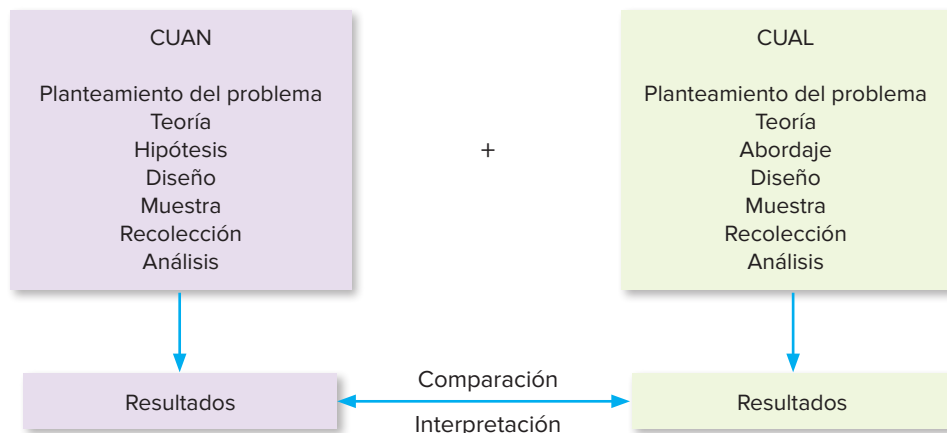 CUAN
Planteamiento del problema
Teoría
Hipótesis
Diseño
Muestra
Recolección
Análisis
+
CUAL
Planteamiento del problema
Teoría
Abordaje
Diseño
Muestra
Recolección
Análisis
Resultados
Comparación
Interpretación
Resultados